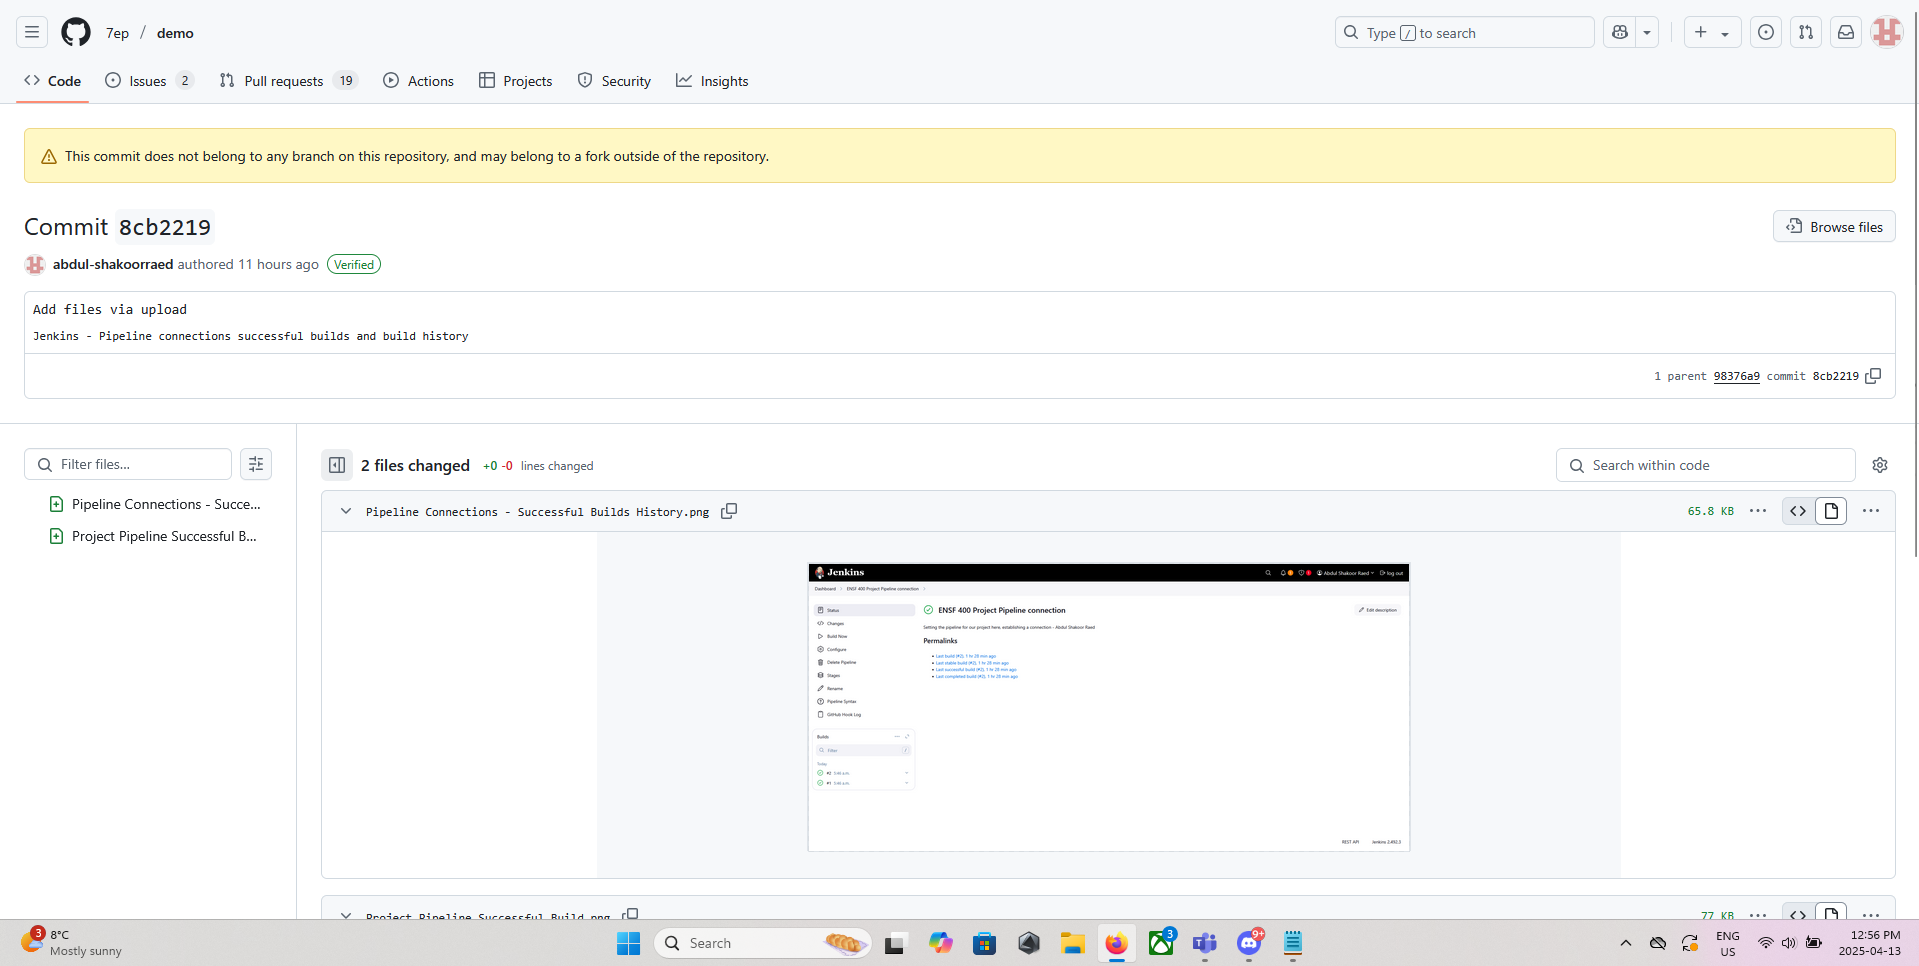 7ep / demo
Type / to search
Code
Issues 2
Pull requests 19
Actions
Projects
Security
Insights
This commit does not belong to any branch on this repository, and may belong to a fork outside of the repository.
Commit 8cb2219
Browse files
abdul-shakoorraed authored 11 hours ago Verified
Add files via upload
Jenkins - Pipeline connections successful builds and build history
1 parent 98376a9 commit 8cb2219
Filter files...
2 files changed +0 -0 lines changed
Search within code
Pipeline Connections - Succe...
Project Pipeline Successful B...
Pipeline Connections - Successful Builds History.png
65.8 KB
Jenkins
Abdul Shakoor Raed
log out
Dashboard
ENSF 400 Project Pipeline connection
Status
Changes
Build Now
Configure
Delete Pipeline
Stages
Rename
Pipeline Syntax
GitHub Hook Log
ENSF 400 Project Pipeline connection
Edit description
Setting the pipeline for our project here, establishing a connection - Abdul Shakoor Raed
Permalinks
Last build (#2), 1 hr 28 min ago
Last stable build (#2), 1 hr 28 min ago
Last successful build (#2), 1 hr 28 min ago
Last completed build (#2), 1 hr 28 min ago
Builds
Filter
/
Today
#2
#1
REST API
Jenkins 2.492.3
Project Pipeline Successful Build.png
77 KB
3
8°C
Mostly sunny
Search
3
9+
ENG
US
12:56 PM
2025-04-13